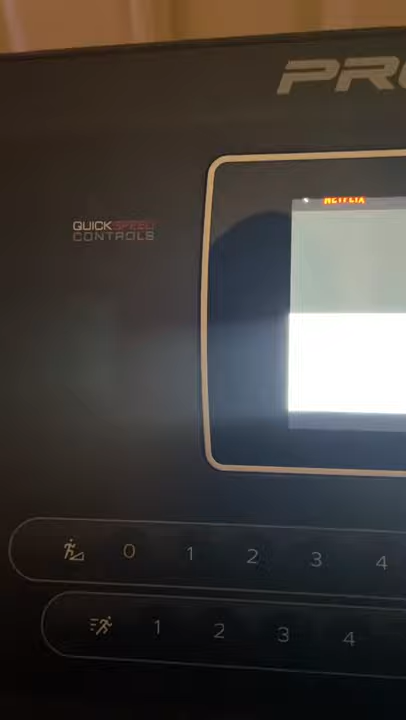 PRO
NETFLIX
QUICKSPEED
CONTROLS
0 1 2 3 4
1 2 3 4